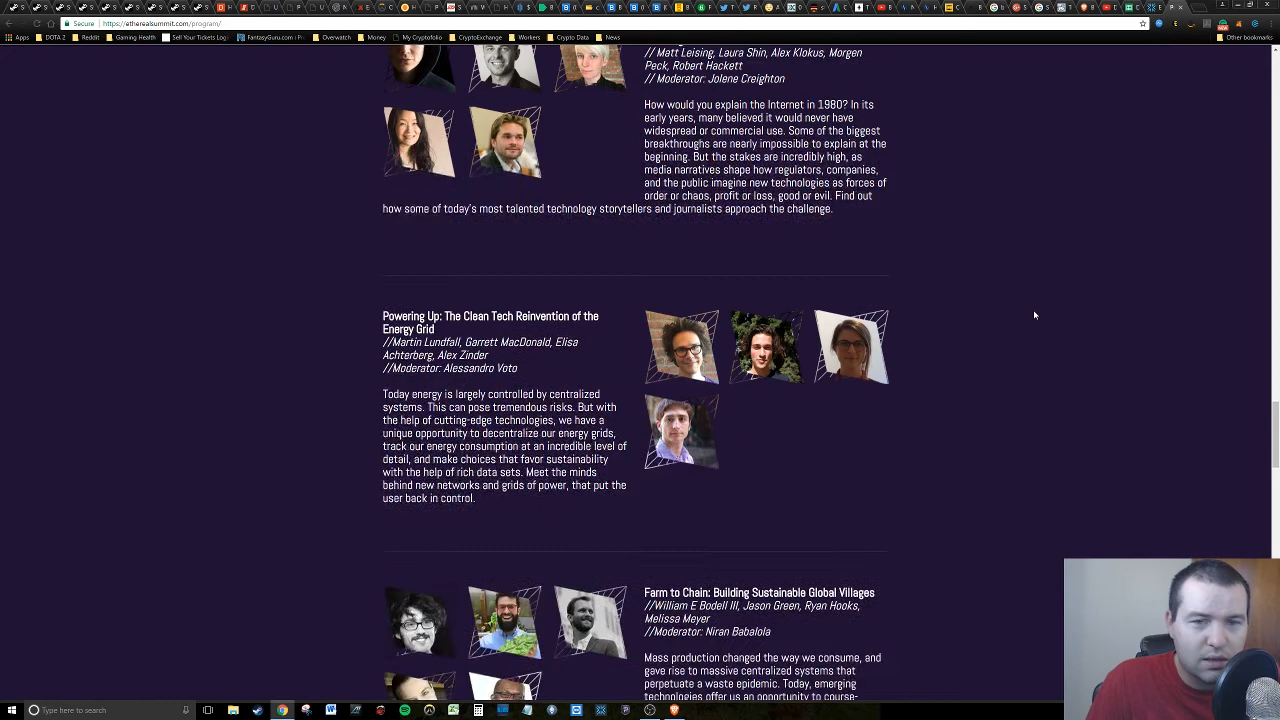 Secure
https://etherealsummit.com/program/
Apps
DOTA 2
Reddit
Gaming Health
Sell Your Tickets
FantasyGuru.com
Overwatch
Money
My Cryptofolio
CryptoExchange
Workers
Crypto Data
News
Other bookmarks
// Matt Leising, Laura Shin, Alex Klokus, Morgen
Peck, Robert Hackett
// Moderator: Jolene Creighton
How would you explain the Internet in 1980? In its
early years, many believed it would never have
widespread or commercial use. Some of the biggest
breakthroughs are nearly impossible to explain at the
beginning. But the stakes are incredibly high, as
media narratives shape how regulators, companies,
and the public imagine new technologies as forces of
order or chaos, profit or loss, good or evil. Find out
how some of today's most talented technology storytellers and journalists approach the challenge.
Powering Up: The Clean Tech Reinvention of the
Energy Grid
//Martin Lundfall, Garrett MacDonald, Elisa
Achterberg, Alex Zinder
//Moderator: Alessandro Voto
Today energy is largely controlled by centralized
systems. This can pose tremendous risks. But with
the help of cutting-edge technologies, we have a
unique opportunity to decentralize our energy grids,
track our energy consumption at an incredible level of
detail, and make choices that favor sustainability
with the help of rich data sets. Meet the minds
behind new networks and grids of power, that put the
user back in control.
Farm to Chain: Building Sustainable Global Villages
//William E Bodell III, Jason Green, Ryan Hooks,
Melissa Meyer
//Moderator: Niran Babalola
Mass production changed the way we consume, and
gave rise to massive centralized systems that
perpetuate a waste epidemic. Today, emerging
technologies offer us an opportunity to course-
Type here to search